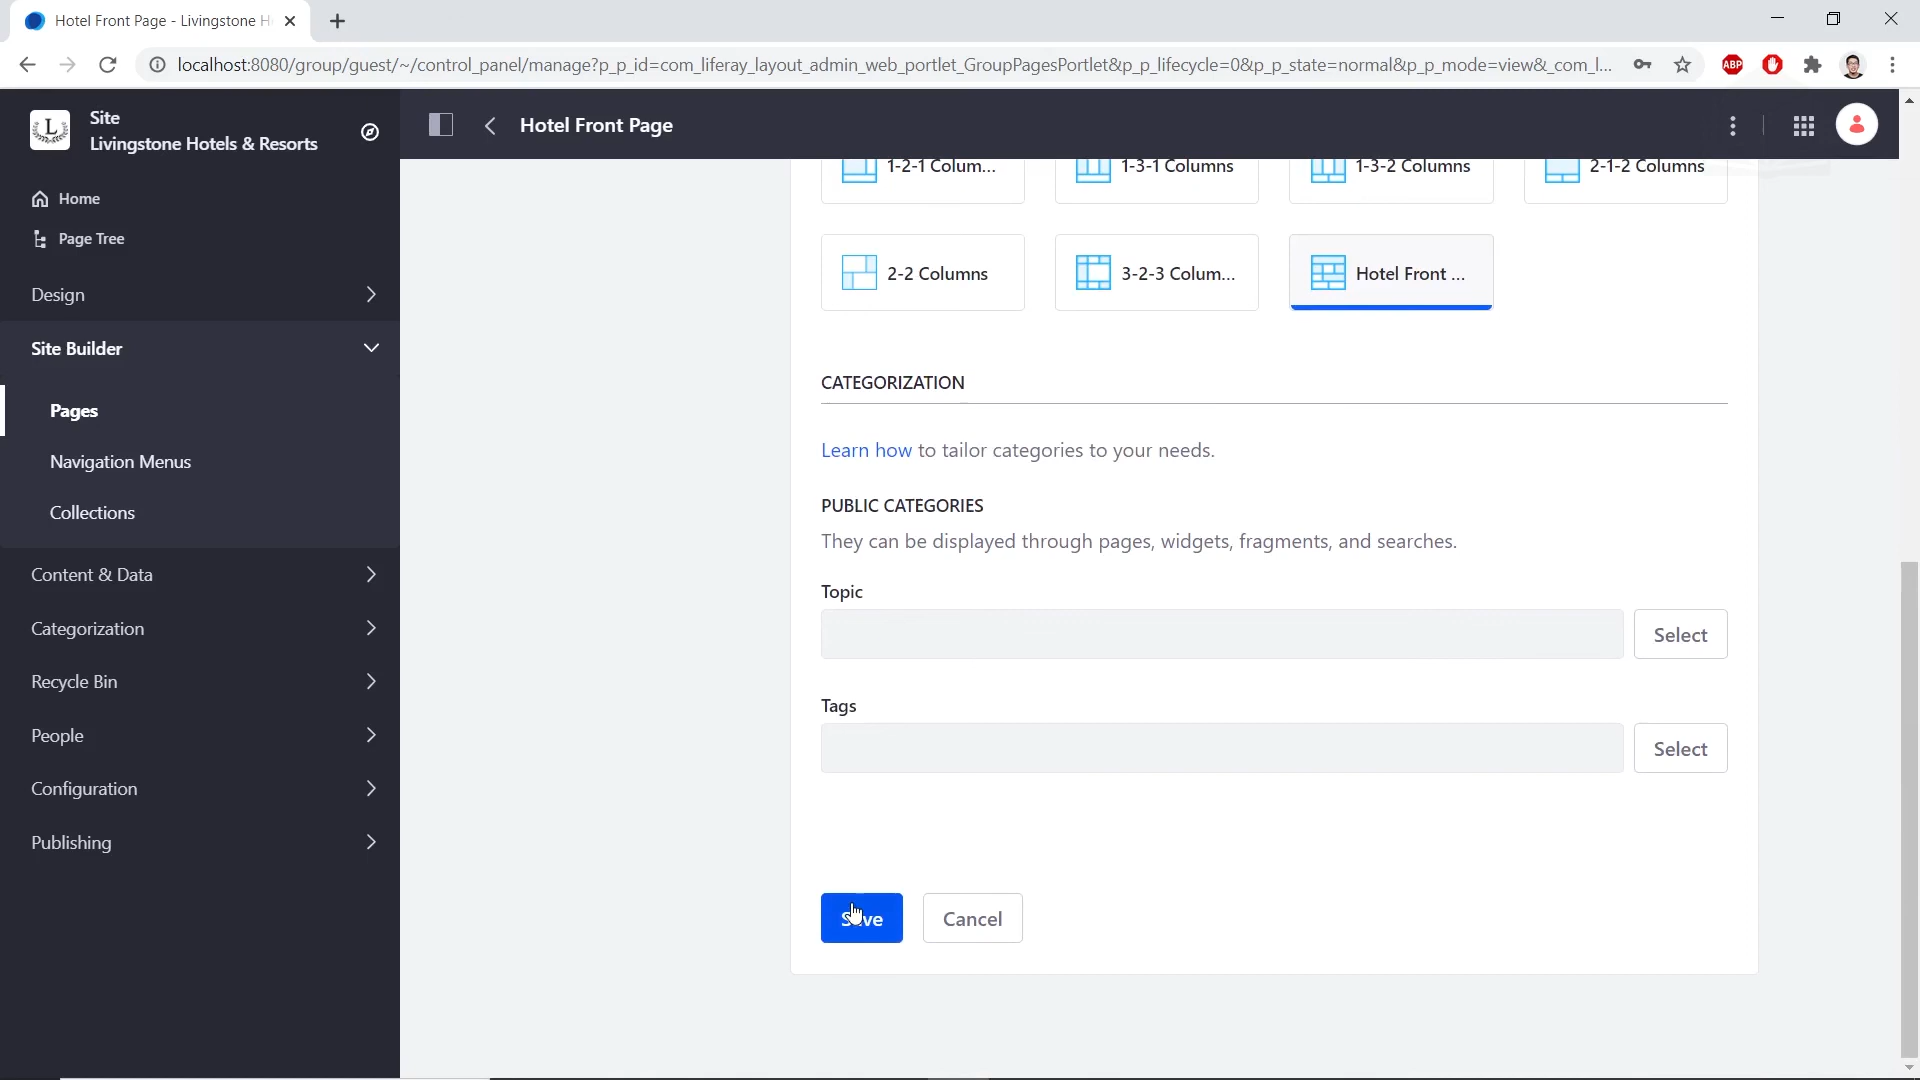 Hotel Front Page - Livingstone H
localhost:8080/group/guest/~/control_panel/manage?p_p_id=com_liferay_layout_admin_web_portlet_GroupPagesPortlet&p_p_lifecycle=0&p_p_state=normal&p_p_mode=view&_com_l...
ABP
L
Site
Livingstone Hotels & Resorts
Hotel Front Page
Home
Page Tree
Design
Site Builder
Pages
Navigation Menus
Collections
Content & Data
Categorization
Recycle Bin
People
Configuration
Publishing
1-2-1 Colum...
1-3-1 Columns
1-3-2 Columns
2-1-2 Columns
2-2 Columns
3-2-3 Colum...
Hotel Front ...
CATEGORIZATION
Learn how to tailor categories to your needs.
PUBLIC CATEGORIES
They can be displayed through pages, widgets, fragments, and searches.
Topic
Select
Tags
Select
Save
Cancel